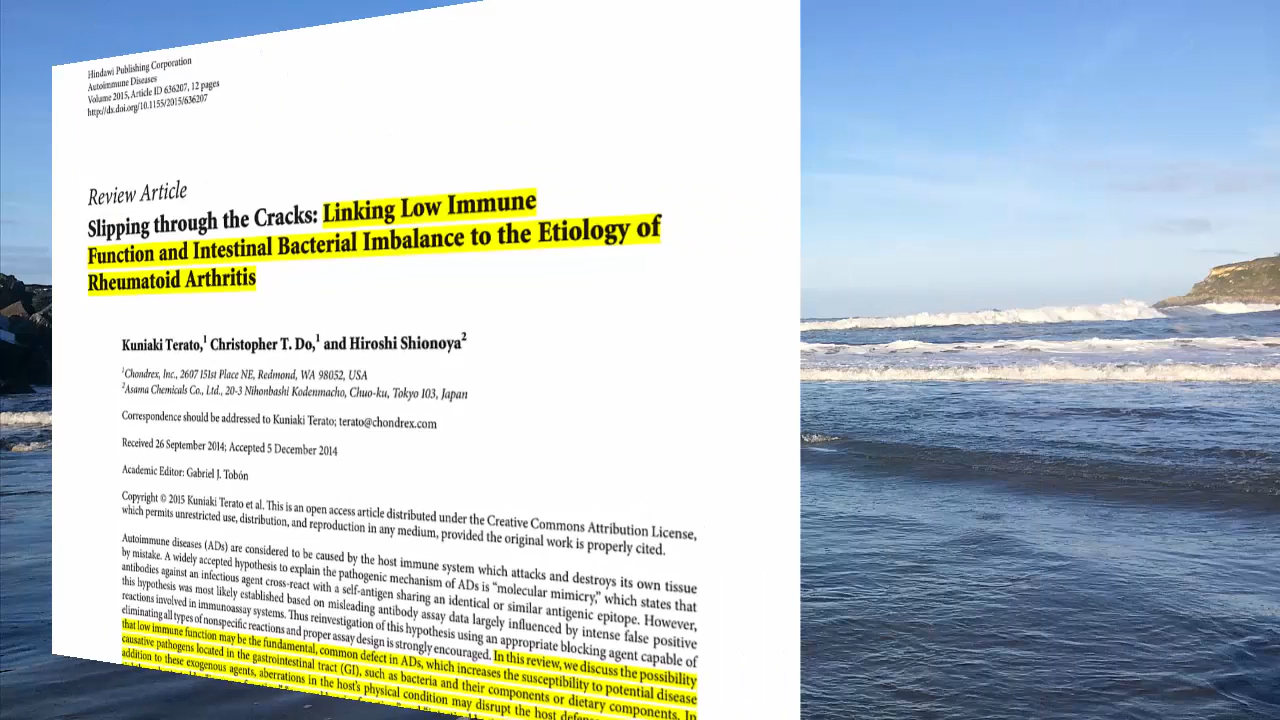 Hindawi Publishing Corporation
Autoimmune Diseases
Volume 2015, Article ID 636207, 12 pages
http://dx.doi.org/10.1155/2015/636207
Review Article
Slipping through the Cracks: Linking Low Immune
Function and Intestinal Bacterial Imbalance to the Etiology of
Rheumatoid Arthritis
Kuniaki Terato,1 Christopher T. Do,1 and Hiroshi Shionoya2
1Chondrex, Inc., 2607 151st Place NE, Redmond, WA 98052, USA
2Asama Chemicals Co., Ltd., 20-3 Nihonbashi Kodenmacho, Chuo-ku, Tokyo 103, Japan
Correspondence should be addressed to Kuniaki Terato; terato@chondrex.com
Received 26 September 2014; Accepted 5 December 2014
Academic Editor: Gabriel J. Tobón
Copyright © 2015 Kuniaki Terato et al. This is an open access article distributed under the Creative Commons Attribution License,
which permits unrestricted use, distribution, and reproduction in any medium, provided the original work is properly cited.
Autoimmune diseases (ADs) are considered to be caused by the host immune system which attacks and destroys its own tissue
by mistake. A widely accepted hypothesis to explain the pathogenic mechanism of ADs is “molecular mimicry,” which states that
antibodies against an infectious agent cross-react with a self-antigen sharing an identical or similar antigenic epitope. However,
this hypothesis was most likely established based on misleading antibody assay data largely influenced by intense false positive
reactions involved in immunoassay systems. Thus reinvestigation of this hypothesis using an appropriate blocking agent capable of
eliminating all types of nonspecific reactions and proper assay design is strongly encouraged. In this review, we discuss the possibility
that low immune function may be the fundamental, common defect in ADs, which increases the susceptibility to potential disease
causative pathogens located in the gastrointestinal tract (GI), such as bacteria and their components or dietary components. In
addition to these exogenous agents, aberrations in the host's physical condition may disrupt the host